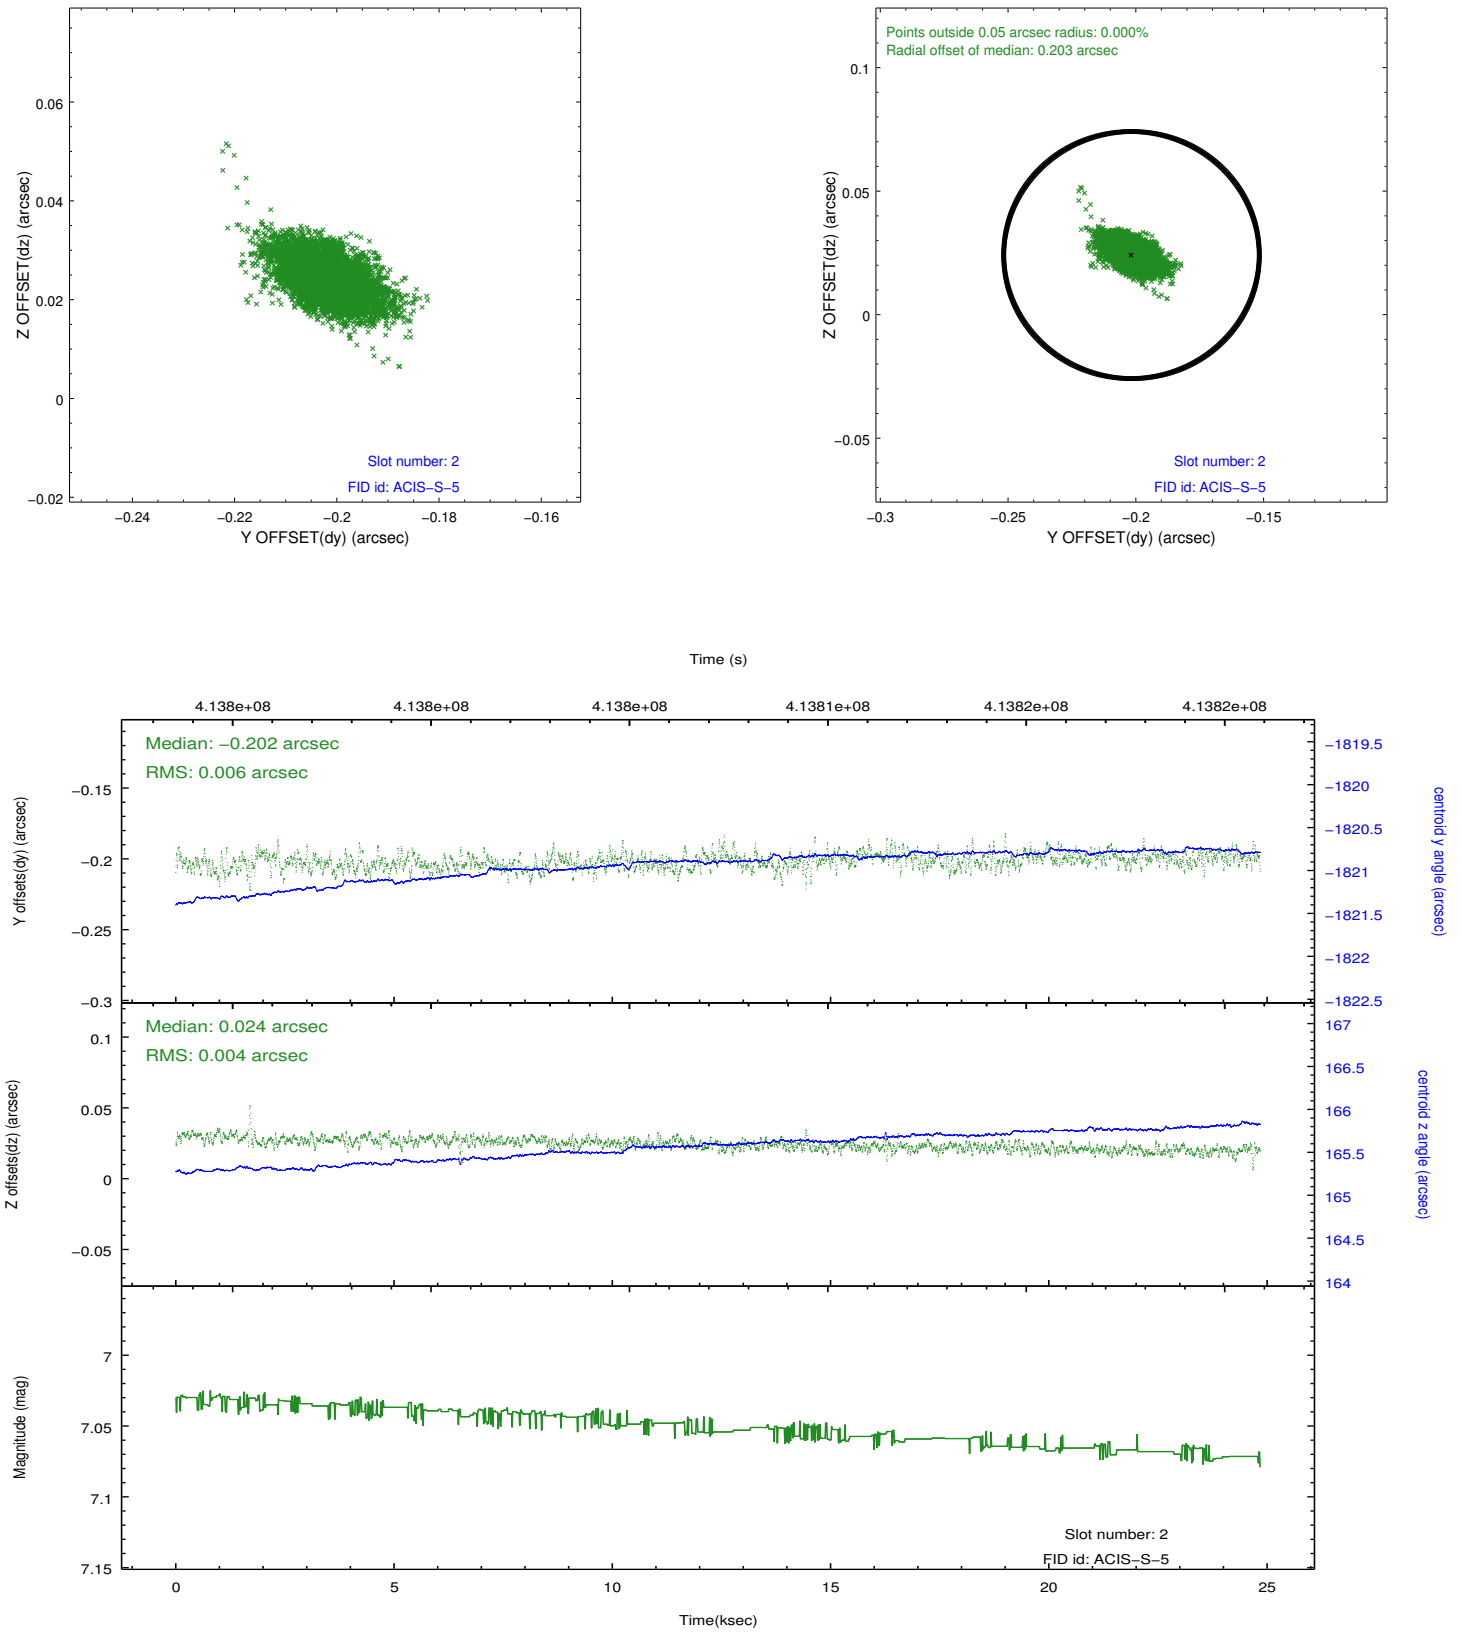 0.06
0.04
0.02
0
−0.02
Z OFFSET(dz) (arcsec)
−0.24
−0.22
−0.2
−0.18
−0.16
Y OFFSET(dy) (arcsec)
Slot number: 2
FID id: ACIS−S−5
Points outside 0.05 arcsec radius: 0.000%
Radial offset of median: 0.203 arcsec
0.1
0.05
0
−0.05
Z OFFSET(dz) (arcsec)
−0.3
−0.25
−0.2
−0.15
Y OFFSET(dy) (arcsec)
Slot number: 2
FID id: ACIS−S−5
Time (s)
4.138e+08
4.138e+08
4.138e+08
4.1381e+08
4.1382e+08
4.1382e+08
Median: −0.202 arcsec
RMS: 0.006 arcsec
−0.15
−0.2
−0.25
−0.3
Y offsets(dy) (arcsec)
−1819.5
−1820
−1820.5
−1821
−1821.5
−1822
−1822.5
centroid y angle (arcsec)
Median: 0.024 arcsec
RMS: 0.004 arcsec
0.1
0.05
0
−0.05
Z offsets(dz) (arcsec)
167
166.5
166
165.5
165
164.5
164
centroid z angle (arcsec)
7
7.05
7.1
7.15
Magnitude (mag)
Slot number: 2
FID id: ACIS−S−5
0
5
10
15
20
25
Time(ksec)